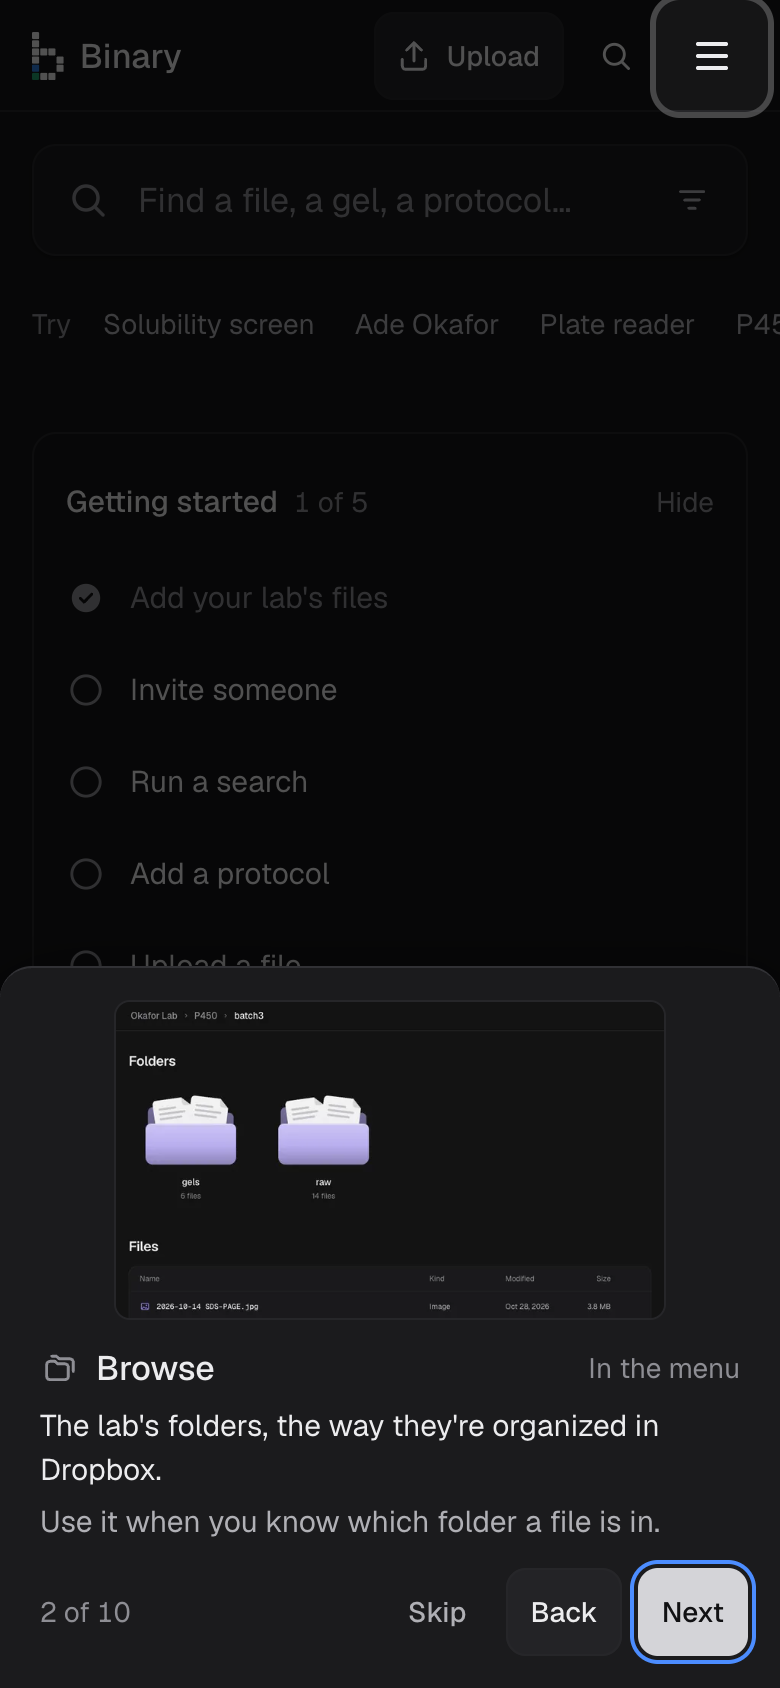 Binary
Upload
Find a file, a gel, a protocol...
Try Solubility screen Ade Okafor Plate reader P45
Getting started 1 of 5 Hide
Add your lab's files
Invite someone
Run a search
Add a protocol
Upload a file
Okafor Lab › P450 › batch3
Folders
gels raw
6 files 14 files
Files
Name Kind Modified Size
2026-10-14 SDS-PAGE.jpg Image Oct 28, 2026 3.8 MB
Browse In the menu
The lab's folders, the way they're organized in
Dropbox.
Use it when you know which folder a file is in.
2 of 10 Skip Back Next